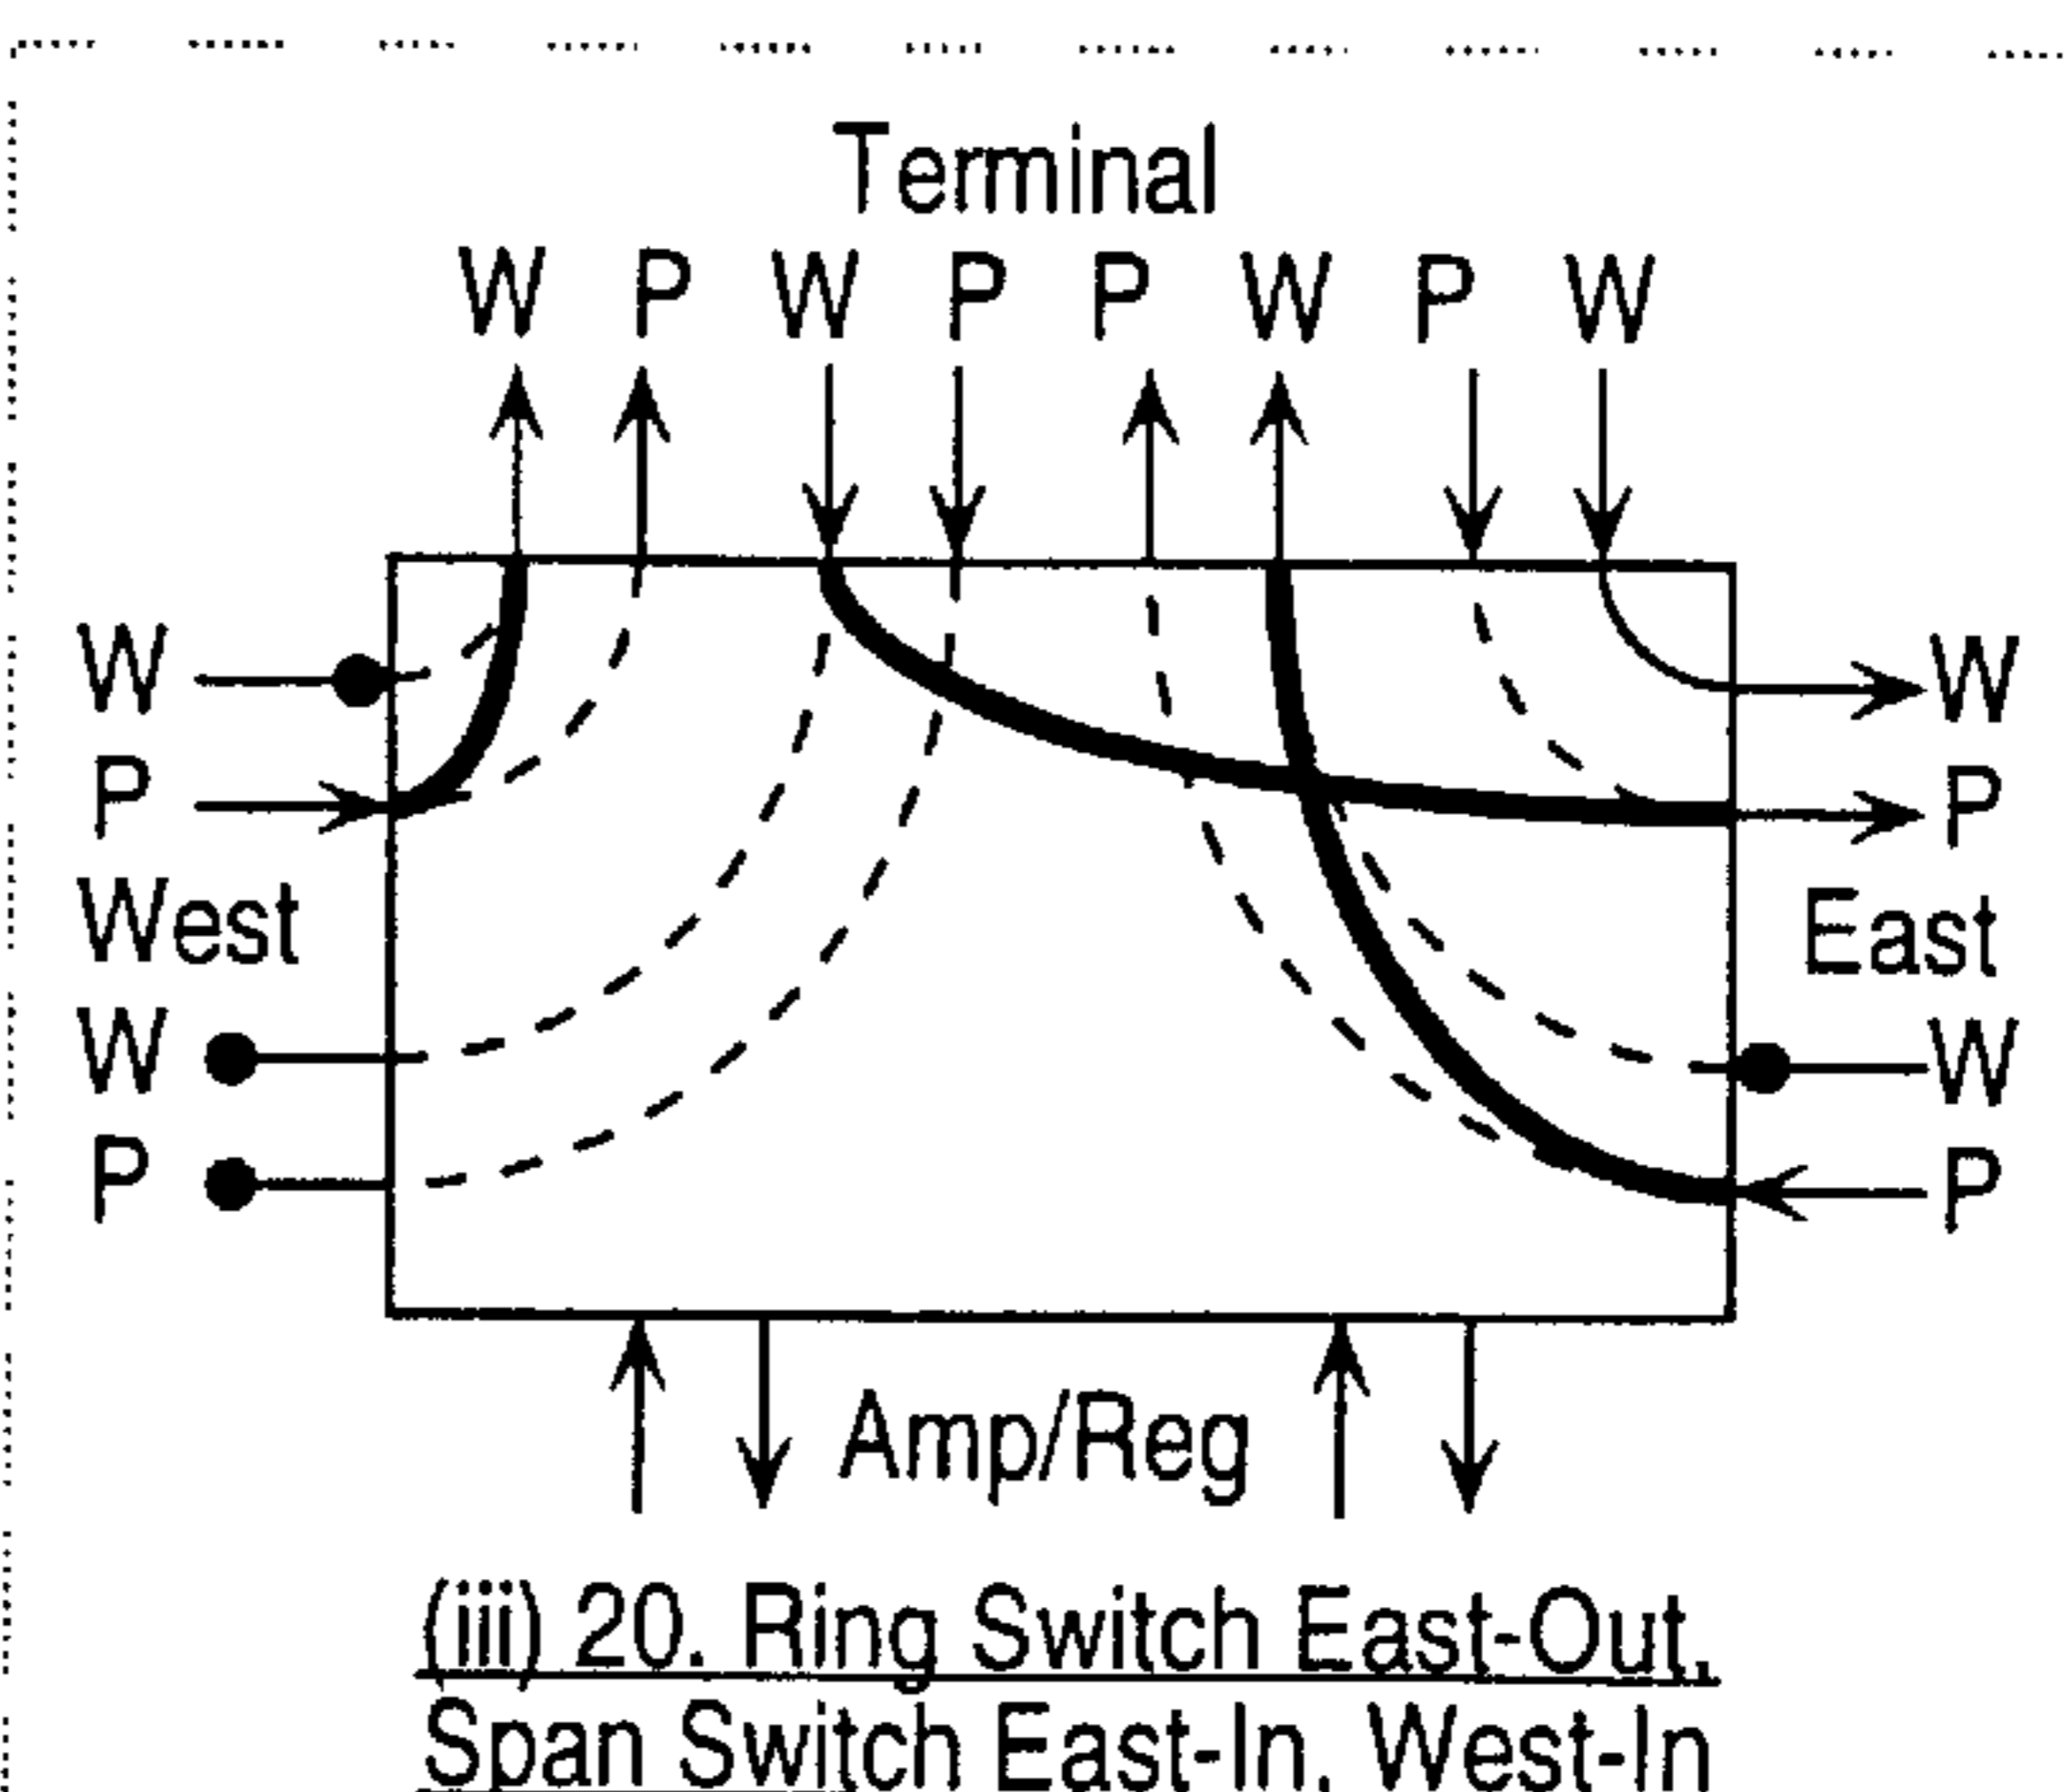 Terminal
W P W P P W P W
W W
P P
West East
W W
P P
Amp/Reg
(iii) 20. Ring Switch East-Out,
Span Switch East-In, West-In